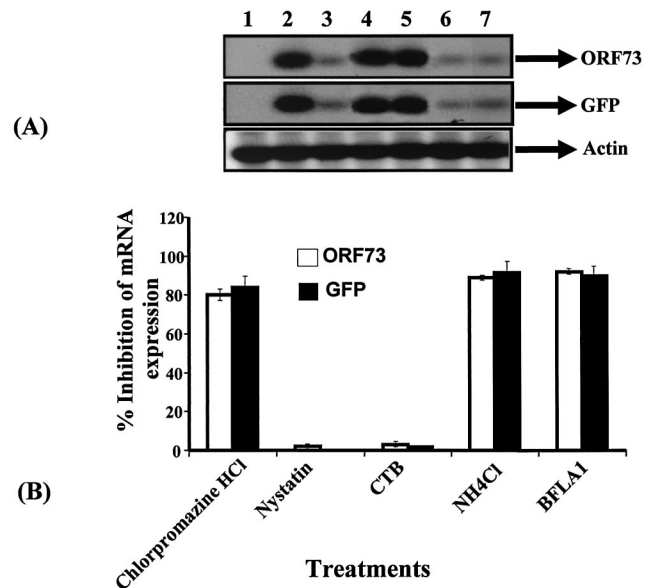 1 2 3 4 5 6 7
ORF73
GFP
Actin
(A)
120
100
80
60
40
20
0
% Inhibition of mRNA
expression
ORF73
GFP
Chlorpromazine HCl
Nystatin
CTB
NH4Cl
BFLA1
(B)
Treatments